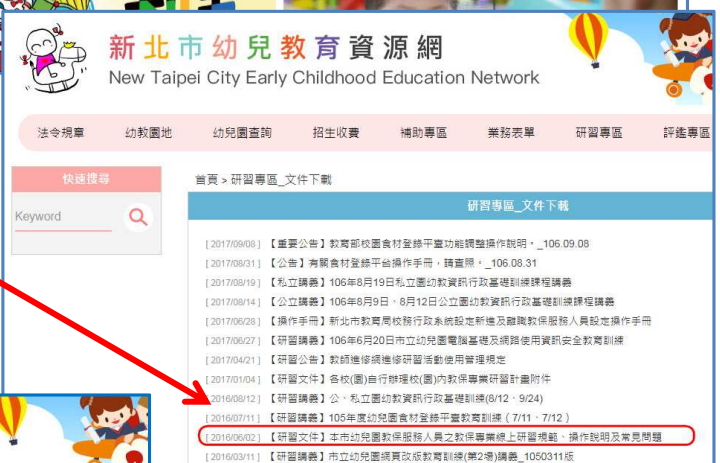 新北市幼兒教育資源網
New Taipei City Early Childhood Education Network
法令規章 幼教園地 幼兒園查詢 招生收費 補助專區 業務表單 研習專區 評鑑專區
快速搜尋
Keyword
首頁 > 研習專區_文件下載
研習專區_文件下載
[ 2017/09/08 ] 【重要公告】教育部校園食材登錄平臺功能調整操作說明。_106.09.08
[ 2017/08/31 ] 【公告】有關食材登錄平台操作手冊，請查照。_106.08.31
[ 2017/08/19 ] 【私立講義】106年8月19日私立園幼教資訊行政基礎訓練課程講義
[ 2017/08/14 ] 【公立講義】106年8月9日、8月12日公立園幼教資訊行政基礎訓練課程講義
[ 2017/06/28 ] 【操作手冊】新北市教育局校務行政系統設定新進及離職教保服務人員設定操作手冊
[ 2017/06/27 ] 【研習講義】106年6月20日市立幼兒園電腦基礎及網路使用資訊安全教育訓練
[ 2017/04/21 ] 【研習公告】教師進修網進修研習活動使用管理規定
[ 2017/01/04 ] 【研習文件】各校(園)自行辦理校(園)內教保專業研習計畫附件
[ 2016/08/12 ] 【研習講義】公、私立園幼教資訊行政基礎訓練(8/12、9/24)
[ 2016/07/11 ] 【研習講義】105年度幼兒園食材登錄平臺教育訓練（7/11、7/12）
[ 2016/06/02 ] 【研習文件】本市幼兒園教保服務人員之教保專業線上研習規範、操作說明及常見問題
[ 2016/03/11 ] 【研習講義】市立幼兒園網頁改版教育訓練(第2場)講義_1050311版